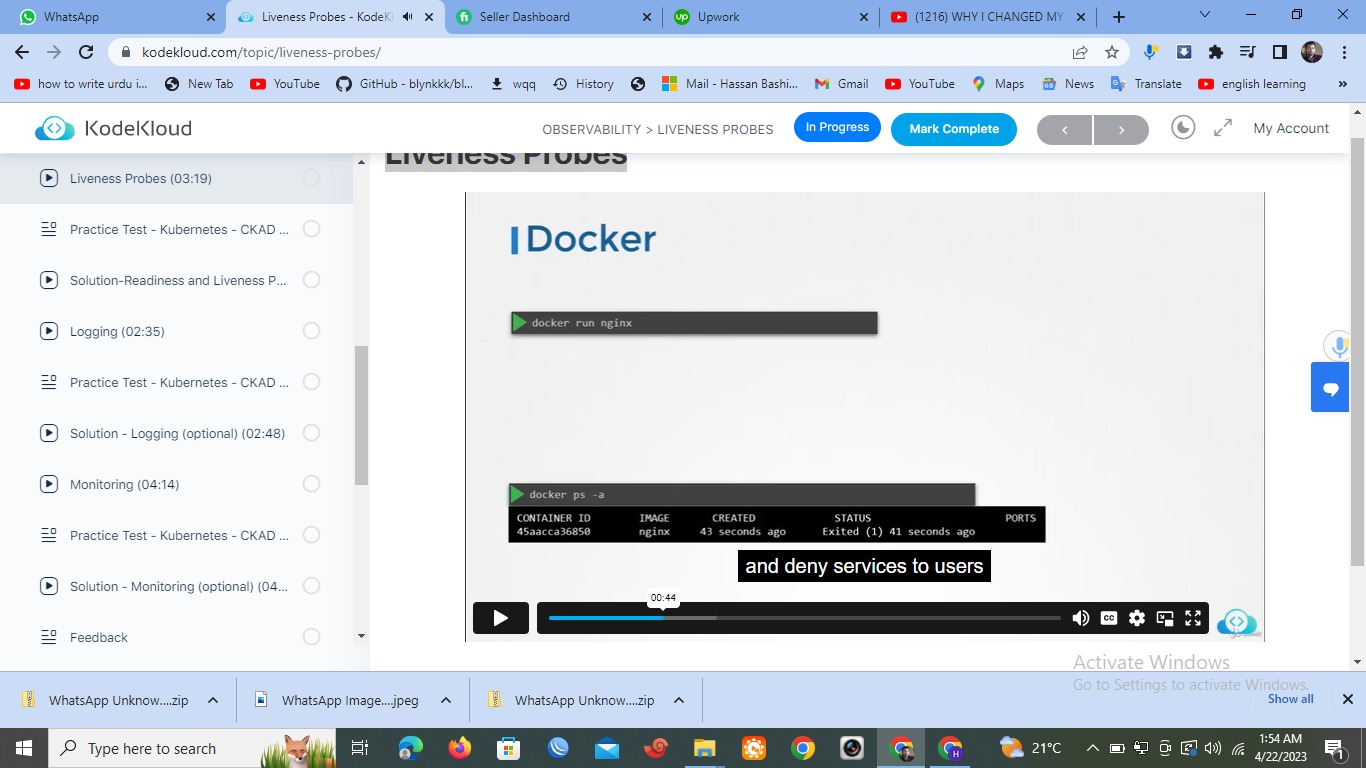 WhatsApp
Liveness Probes - KodeKl
Seller Dashboard
Upwork
(1216) WHY I CHANGED MY
kodekloud.com/topic/liveness-probes/
how to write urdu i...
New Tab
YouTube
GitHub - blynkkk/bl...
wqq
History
Mail - Hassan Bashi...
Gmail
YouTube
Maps
News
Translate
english learning
»
KodeKloud
OBSERVABILITY > LIVENESS PROBES
In Progress
Mark Complete
My Account
Liveness Probes (03:19)
Practice Test - Kubernetes - CKAD ...
Solution-Readiness and Liveness P...
Logging (02:35)
Practice Test - Kubernetes - CKAD ...
Solution - Logging (optional) (02:48)
Monitoring (04:14)
Practice Test - Kubernetes - CKAD ...
Solution - Monitoring (optional) (04...
Feedback
Liveness Probes
Docker
docker run nginx
docker ps -a
CONTAINER ID IMAGE CREATED STATUS PORTS
45aacca36850 nginx 43 seconds ago Exited (1) 41 seconds ago
and deny services to users
00:44
CC
Activate Windows
Go to Settings to activate Windows.
WhatsApp Unknow....zip
WhatsApp Image....jpeg
WhatsApp Unknow....zip
Show all
Type here to search
H
21°C
1:54 AM
4/22/2023
1